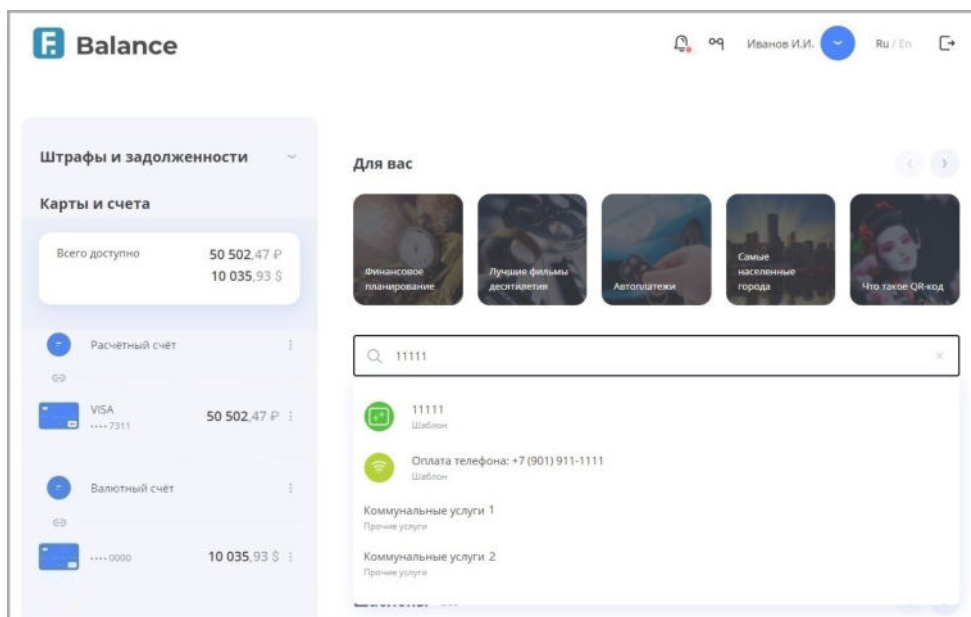 F. Balance
Иванов И.И.
Ru / En
Штрафы и задолженности
Карты и счета
Всего доступно
50 502,47 ₽
10 035,93 $
Расчётный счёт
VISA
•••• 7311
50 502,47 ₽
Валютный счёт
•••• 0000
10 035,93 $
Для вас
Финансовое
планирование
Лучшие фильмы
десятилетия
Автоплатежи
Самые
населенные
города
Что такое QR-код
11111
11111
Шаблон
Оплата телефона: +7 (901) 911-1111
Шаблон
Коммунальные услуги 1
Прочие услуги
Коммунальные услуги 2
Прочие услуги